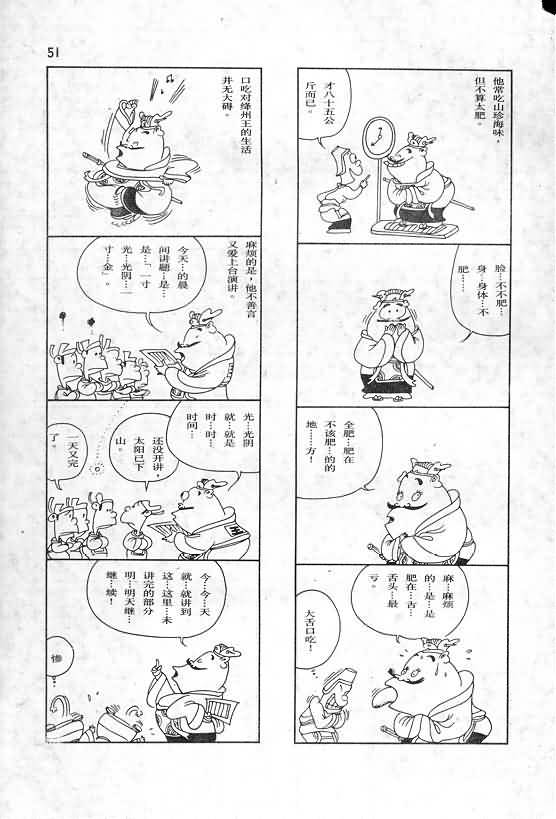 51
他常吃山珍海味，
但不算太肥。
才八十五公
斤而已。
脸…不不肥…
身…身体…不
肥……
全肥…肥在
不该肥…的的
地……方！
麻…麻烦
的…是…是
肥在…舌…
舌头…最
亏。
大舌口吃！
口吃对绛州王的生活
并无大碍。
麻烦的是，他不善言
又爱上台演讲。
今天…的晨
间讲题…是…
是…「一寸
光…光阴…一
寸…金」。
光…光阴
就…就是
时…时…
时间…
还没开讲，
太阳已下
山。
一天又完
了。
今…今…今天
就…就讲到
这…这里…未
讲完的部分
明…明天继…
继…续！
惨
王